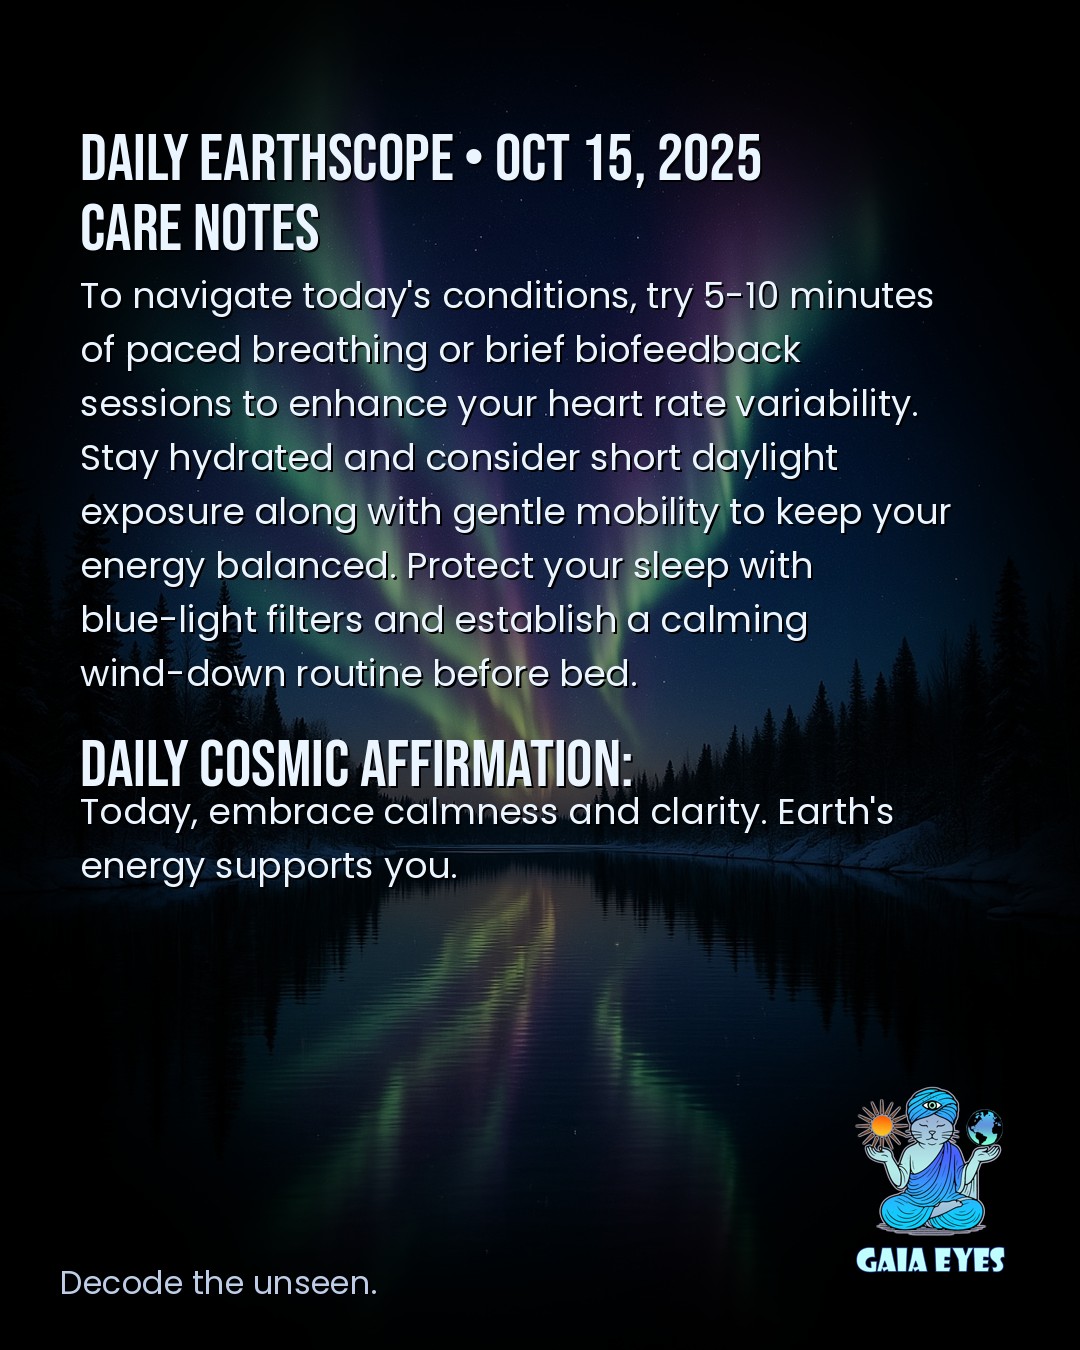 DAILY EARTHSCOPE • OCT 15, 2025
CARE NOTES
To navigate today's conditions, try 5-10 minutes
of paced breathing or brief biofeedback
sessions to enhance your heart rate variability.
Stay hydrated and consider short daylight
exposure along with gentle mobility to keep your
energy balanced. Protect your sleep with
blue-light filters and establish a calming
wind-down routine before bed.
DAILY COSMIC AFFIRMATION:
Today, embrace calmness and clarity. Earth's
energy supports you.
GAIA EYES
Decode the unseen.